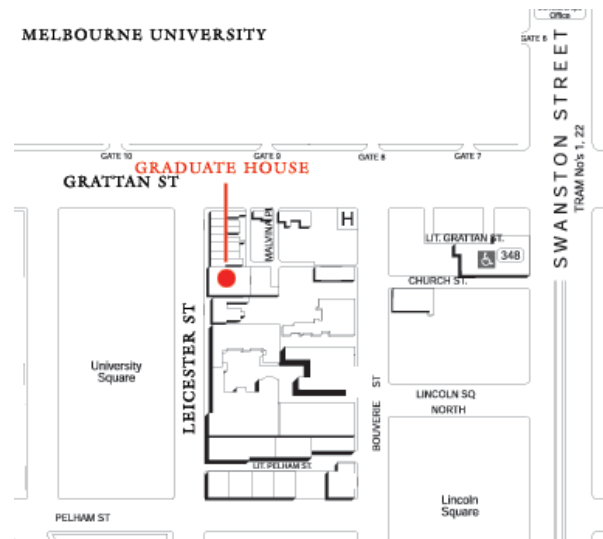 Office
MELBOURNE UNIVERSITY
GATE 6
SWANSTON STREET
TRAM No's 1, 22
GATE 10
GATE 9
GATE 8
GATE 7
GRADUATE HOUSE
GRATTAN ST
MALVINA PL
H
LIT. GRATTAN ST.
348
CHURCH ST.
LEICESTER ST
University
Square
BOUVERIE ST
LINCOLN SQ
NORTH
LIT. PELHAM ST.
Lincoln
Square
PELHAM ST